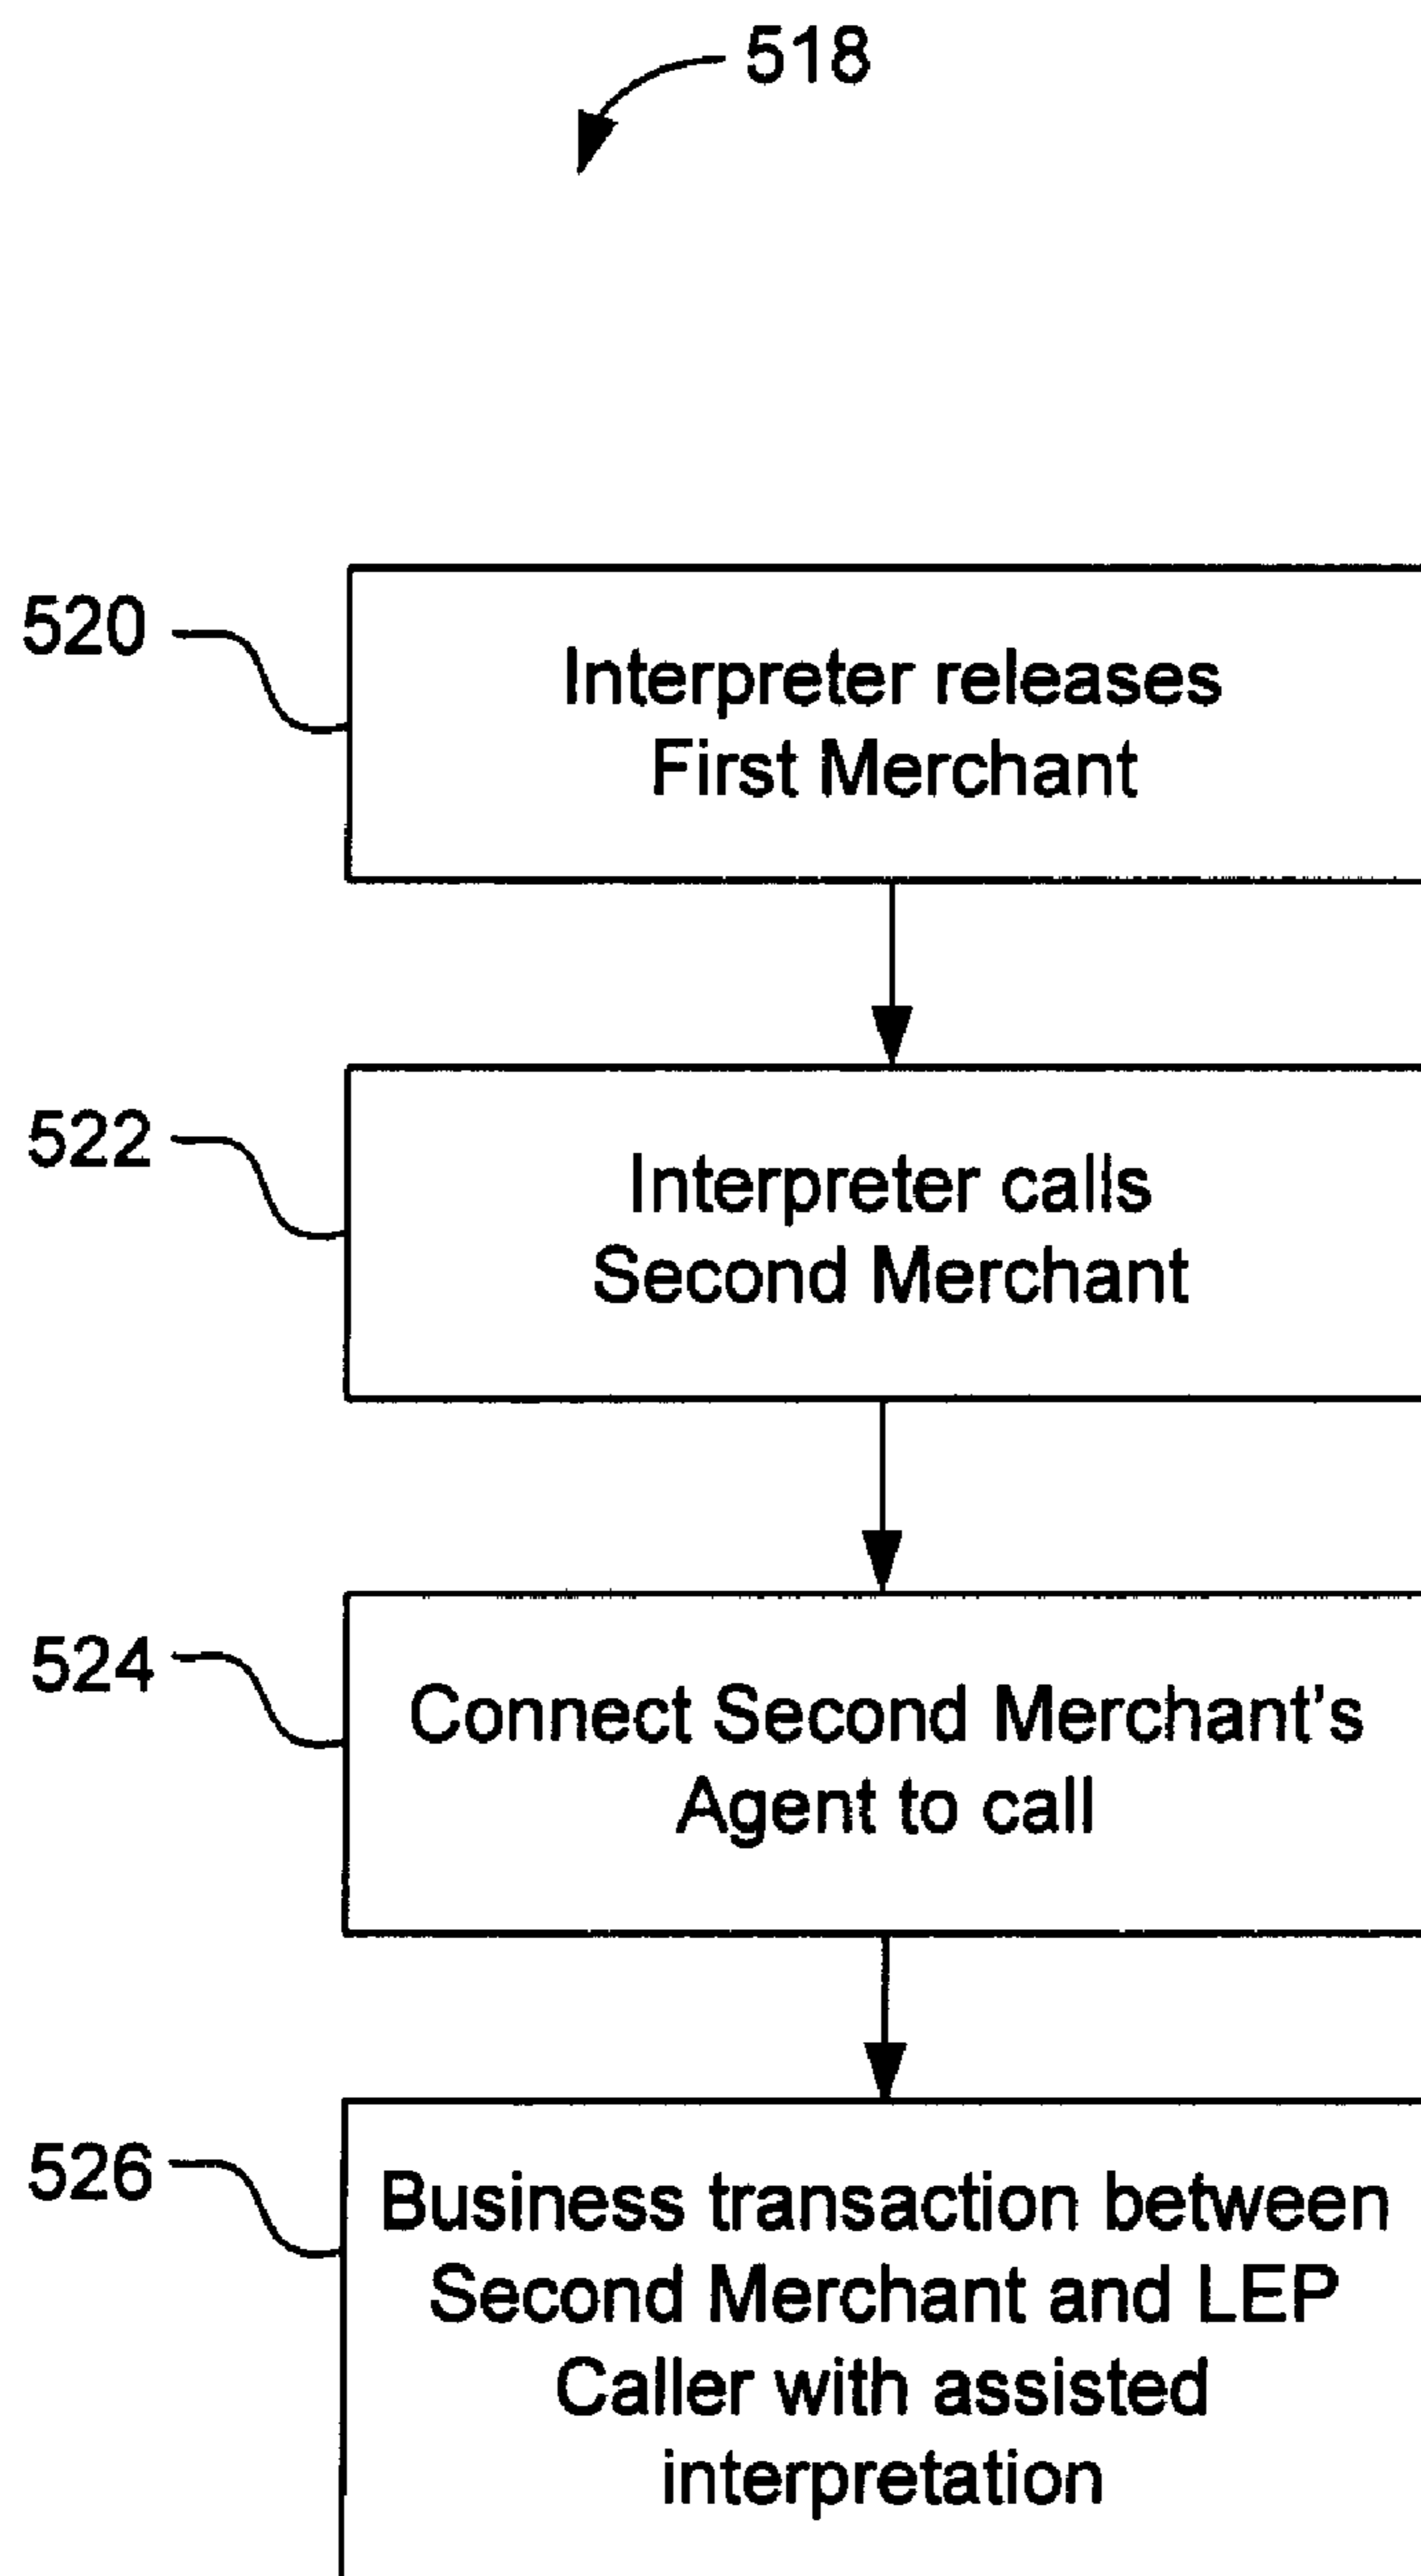 518
520
Interpreter releases
First Merchant
522
Interpreter calls
Second Merchant
524
Connect Second Merchant's
Agent to call
526
Business transaction between
Second Merchant and LEP
Caller with assisted
interpretation